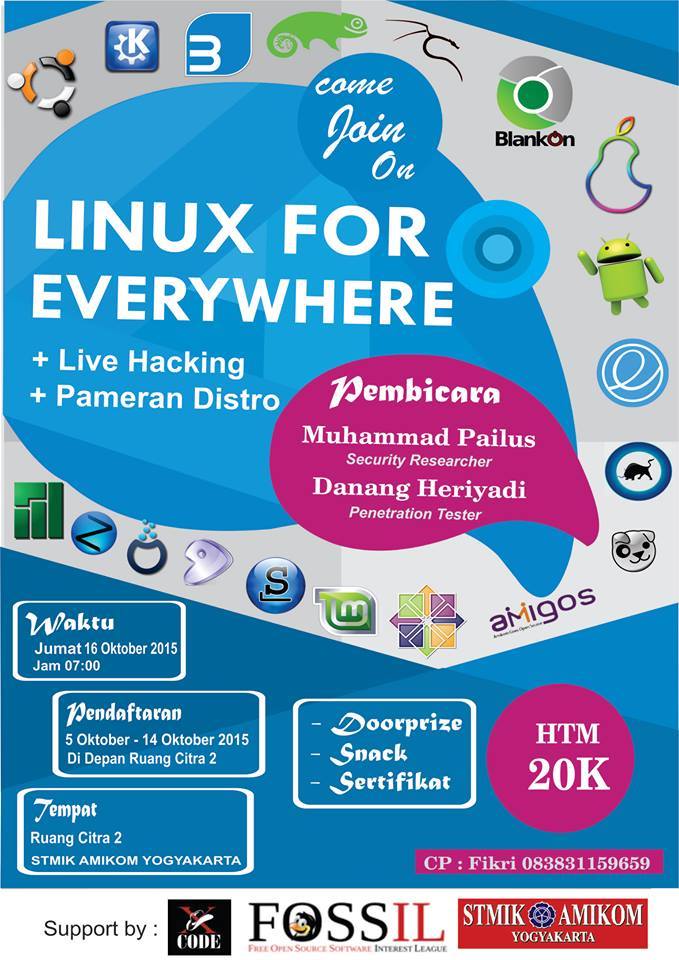 come
Join
On
BlankOn
LINUX FOR
EVERYWHERE
+ Live Hacking
+ Pameran Distro
Pembicara
Muhammad Pailus
Security Researcher
Danang Heriyadi
Penetration Tester
aMIgos
Waktu
Jumat 16 Oktober 2015
Jam 07:00
Pendaftaran
5 Oktober - 14 Oktober 2015
Di Depan Ruang Citra 2
Tempat
Ruang Citra 2
STMIK AMIKOM YOGYAKARTA
- Doorprize
- Snack
- Sertifikat
HTM
20K
CP : Fikri 083831159659
Support by :
X
CODE
FOSSIL
FREE OPEN SOURCE SOFTWARE INTEREST LEAGUE
STMIK AMIKOM
YOGYAKARTA